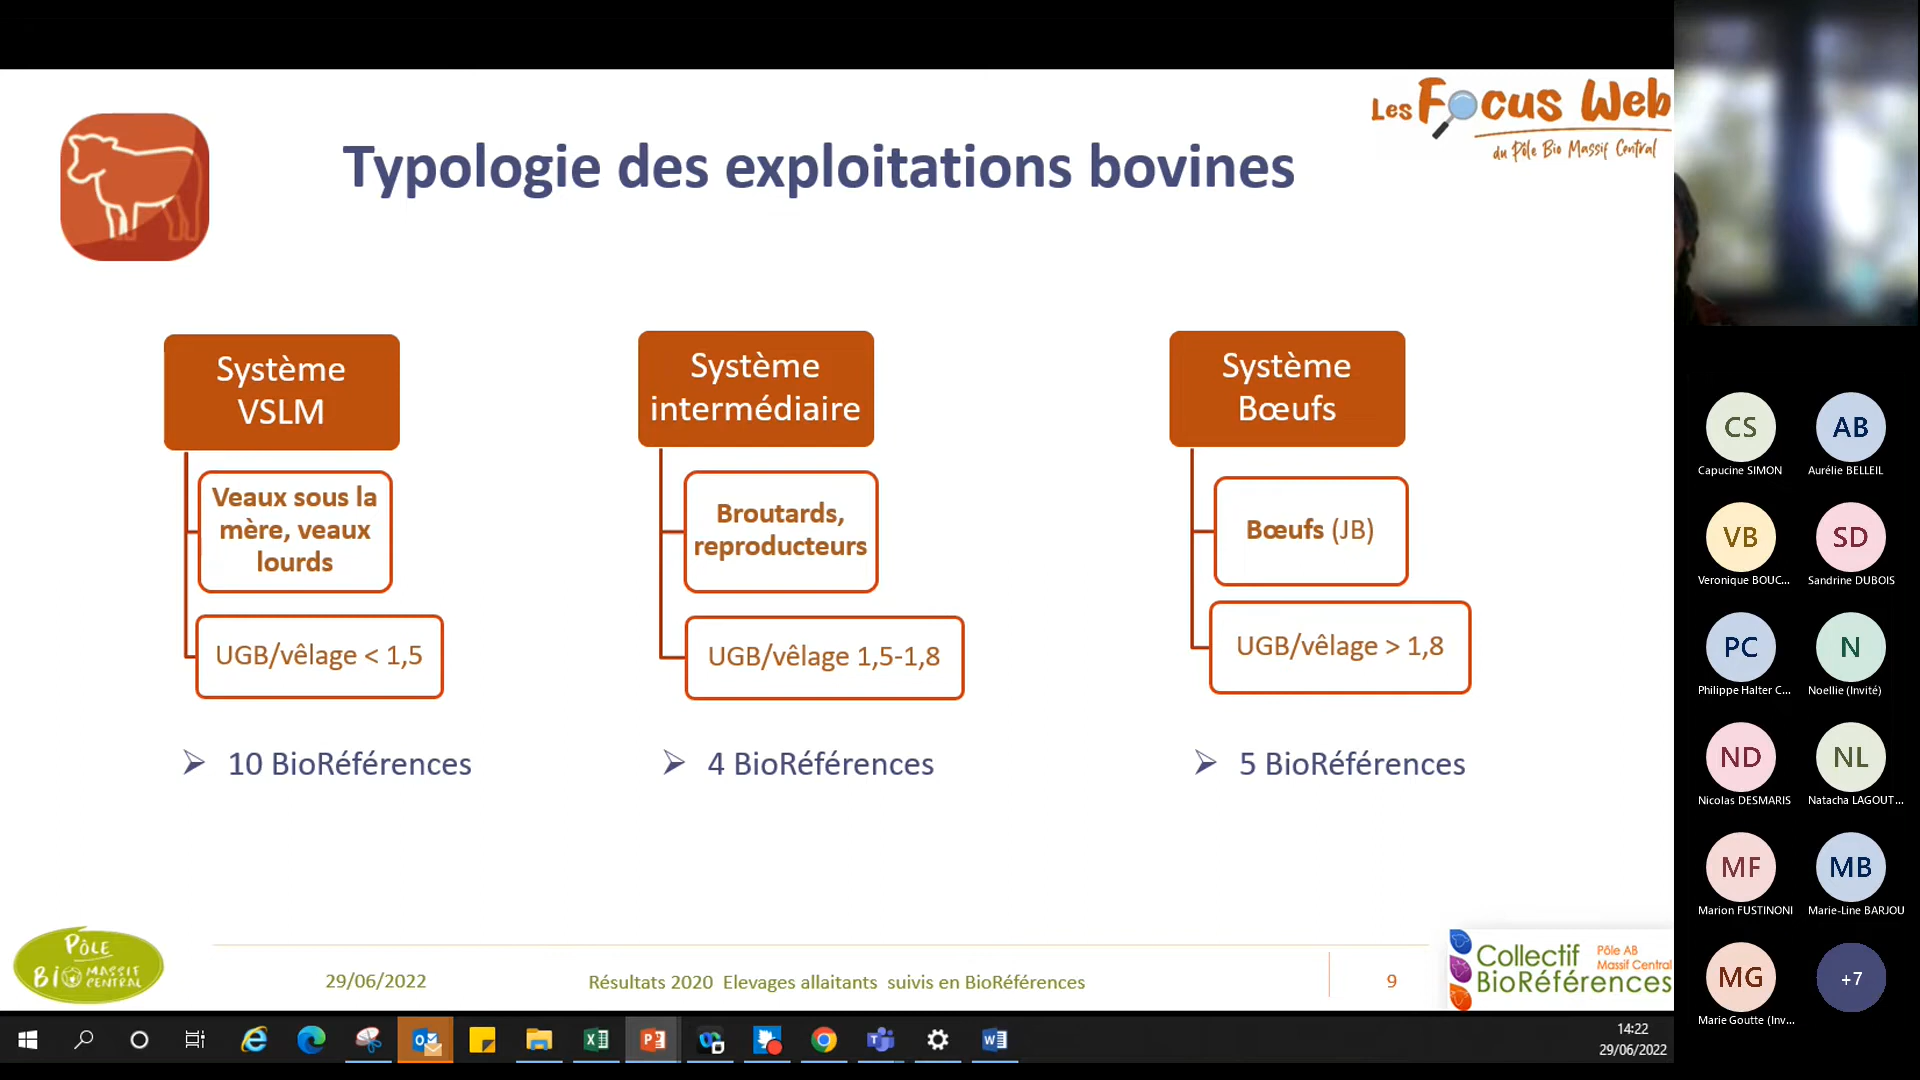 Les Focus Web
du Pôle Bio Massif Central
Typologie des exploitations bovines
Système
VSLM
Veaux sous la
mère, veaux
lourds
UGB/vêlage < 1,5
10 BioRéférences
Système
intermédiaire
Broutards,
reproducteurs
UGB/vêlage 1,5-1,8
4 BioRéférences
Système
Bœufs
Bœufs (JB)
UGB/vêlage > 1,8
5 BioRéférences
PÔLE
BIO MASSIF
CENTRAL
29/06/2022
Résultats 2020 Elevages allaitants suivis en BioRéférences
9
Collectif
BioRéférences
Pôle AB
Massif Central
CS
Capucine SIMON
AB
Aurélie BELLEIL
VB
Veronique BOUC...
SD
Sandrine DUBOIS
PC
Philippe Halter C...
N
Noellie (Invité)
ND
Nicolas DESMARIS
NL
Natacha LAGOUT...
MF
Marion FUSTINONI
MB
Marie-Line BARJOU
MG
Marie Goutte (Inv...
+7
14:22
29/06/2022